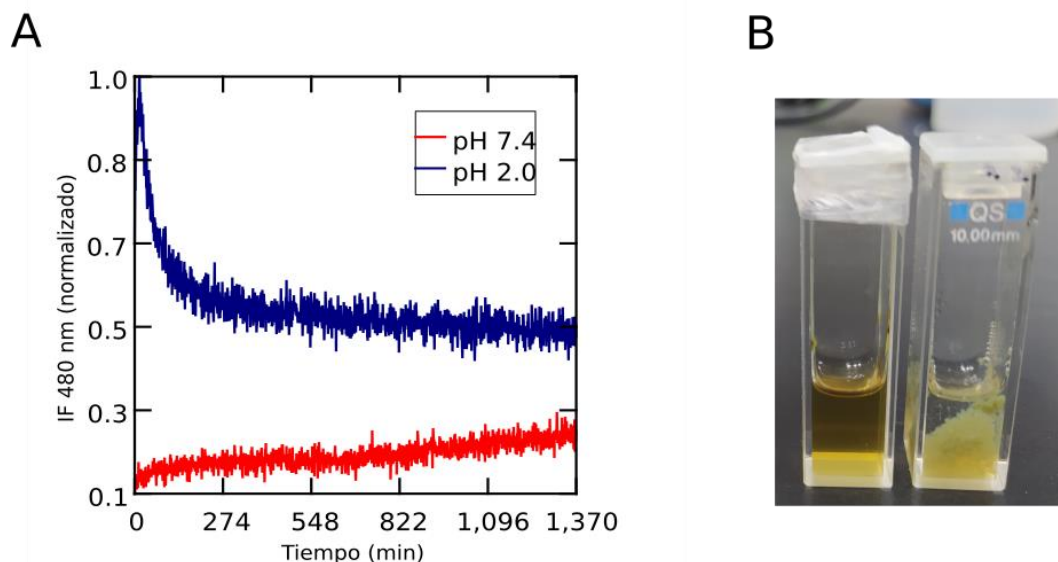 A
B
IF 480 nm (normalizado)
1.0
0.8
0.7
0.5
0.3
0.1
pH 7.4
pH 2.0
0 274 548 822 1,096 1,370
Tiempo (min)
QS
10,00mm